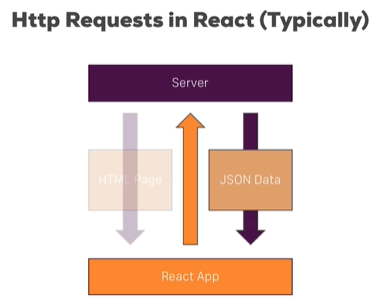 Http Requests in React (Typically)
Server
HTML Page
JSON Data
React App